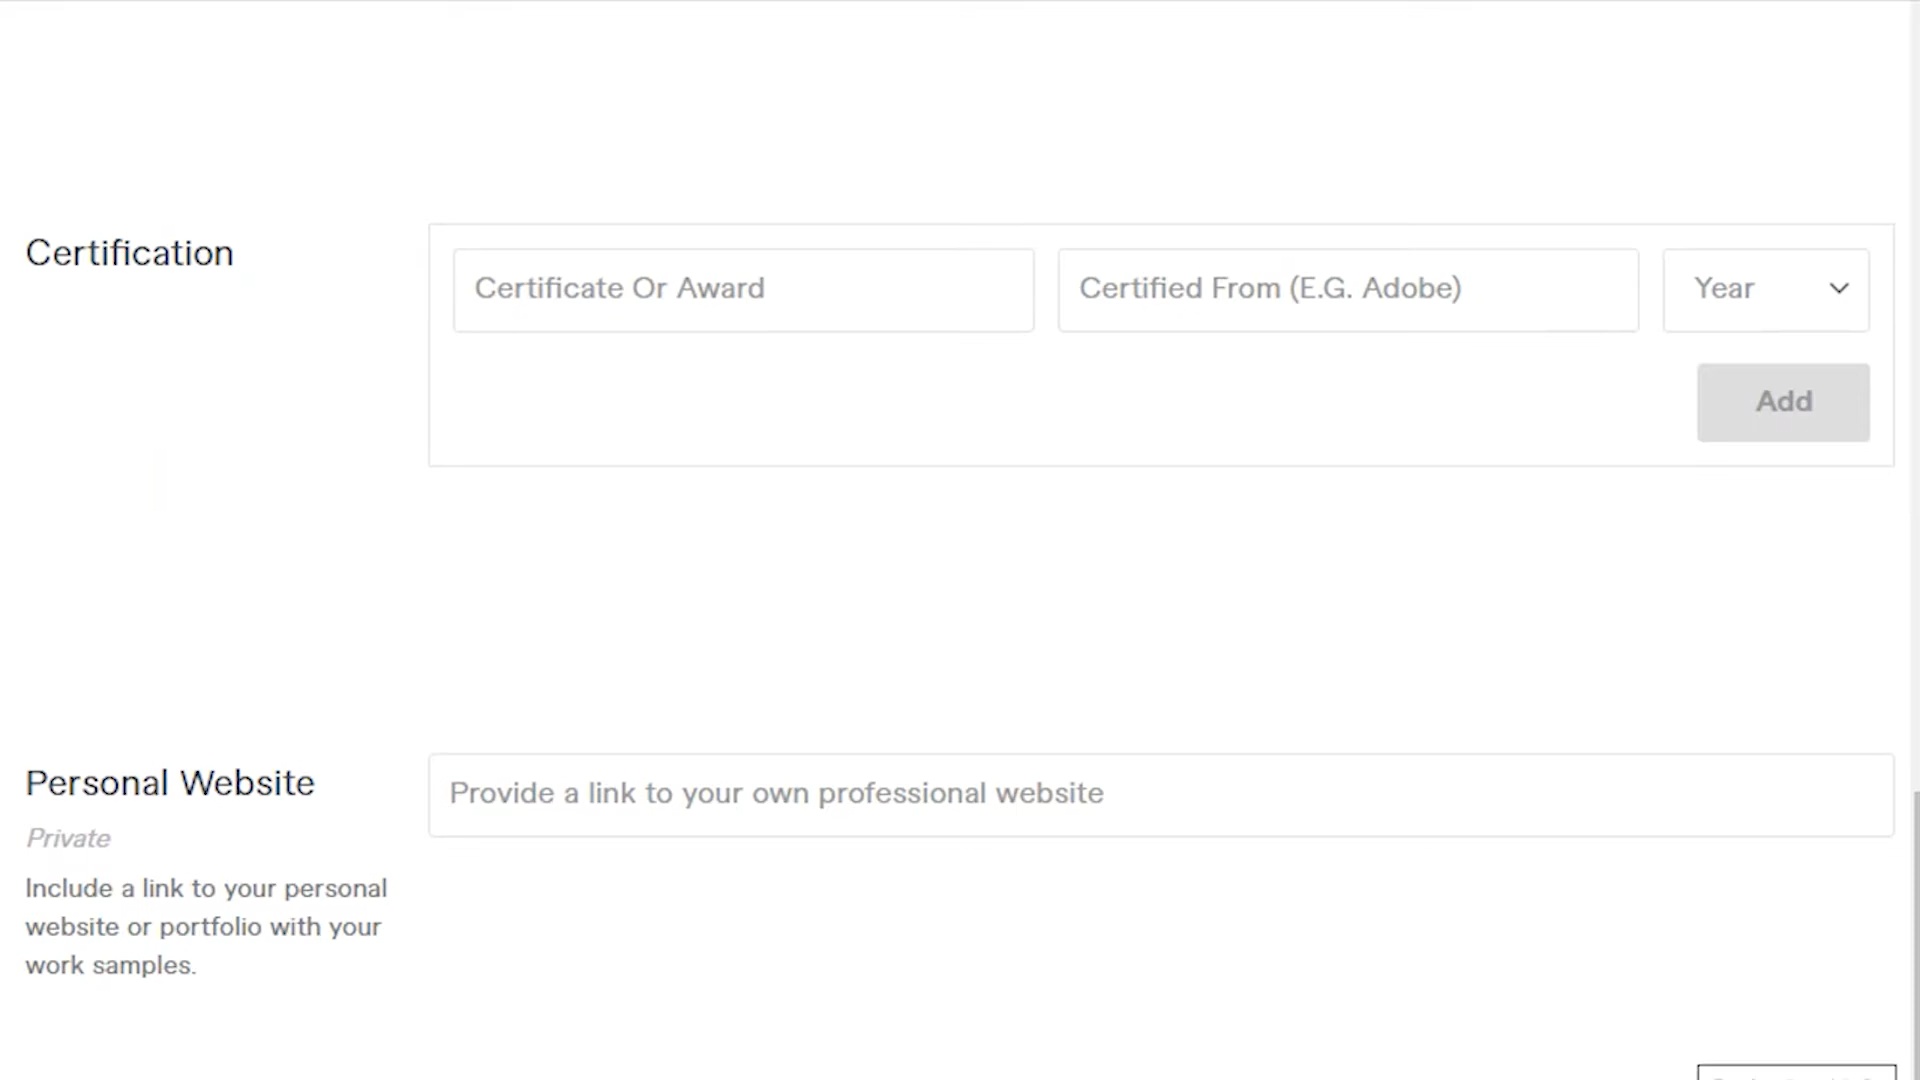 Certification
Certificate Or Award
Certified From (E.G. Adobe)
Year
Add
Personal Website
Provide a link to your own professional website
Private
Include a link to your personal
website or portfolio with your
work samples.